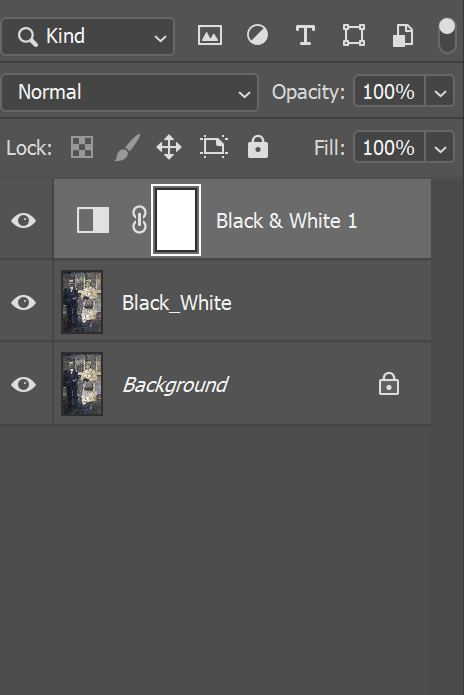 Kind
Normal Opacity: 100%
Lock: Fill: 100%
Black & White 1
Black_White
Background